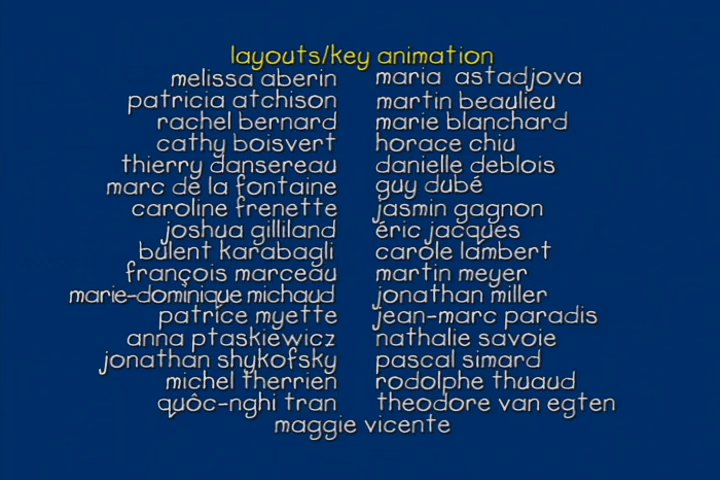 layouts/key animation
melissa aberin maria astadjova
patricia atchison martin beaulieu
rachel bernard marie blanchard
cathy boisvert horace chiu
thierry dansereau danielle deblois
marc de la fontaine guy dubé
caroline frenette jasmin gagnon
joshua gilliland éric jacques
bulent karabagli carole lambert
françois marceau martin meyer
marie-dominique michaud jonathan miller
patrice myette jean-marc paradis
anna ptaskiewicz nathalie savoie
jonathan shykofsky pascal simard
michel therrien rodolphe thuaud
quôc-nghi tran theodore van egten
maggie vicente